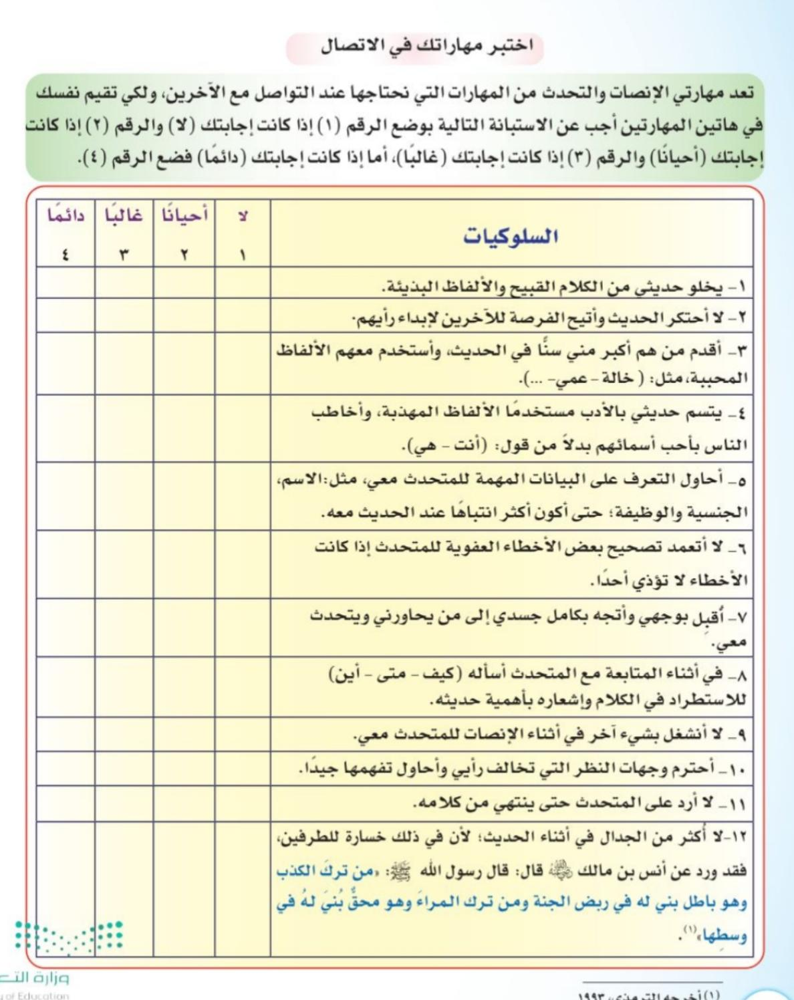 اختبر مهاراتك في الاتصال
تعد مهارتي الإنصات والتحدث من المهارات التي نحتاجها عند التواصل مع الآخرين، ولكي تقيم نفسك
في هاتين المهارتين أجب عن الاستبانة التالية بوضع الرقم (١) إذا كانت إجابتك (لا) والرقم (٢) إذا كانت
إجابتك (أحيانًا) والرقم (٣) إذا كانت إجابتك (غالبًا)، أما إذا كانت إجابتك (دائمًا) فضع الرقم (٤).
السلوكيات
لا أحيانًا غالبًا دائمًا
١ ٢ ٣ ٤
١- يخلو حديثي من الكلام القبيح والألفاظ البذيئة.
٢- لا أحتكر الحديث وأتيح الفرصة للآخرين لإبداء رأيهم.
٣- أقدم من هم أكبر مني سنًّا في الحديث، وأستخدم معهم الألفاظ
المحببة،مثل: ( خالة - عمي- ...).
٤- يتسم حديثي بالأدب مستخدمًا الألفاظ المهذبة، وأخاطب
الناس بأحب أسمائهم بدلاً من قول: (أنت - هي).
٥- أحاول التعرف على البيانات المهمة للمتحدث معي، مثل:الاسم،
الجنسية والوظيفة؛ حتى أكون أكثر انتباهًا عند الحديث معه.
٦- لا أتعمد تصحيح بعض الأخطاء العفوية للمتحدث إذا كانت
الأخطاء لا تؤذي أحدًا.
٧- أُقبِل بوجهي وأتجه بكامل جسدي إلى من يحاورني ويتحدث
معي.
٨- في أثناء المتابعة مع المتحدث أسأله (كيف - متى - أين)
للاستطراد في الكلام وإشعاره بأهمية حديثه.
٩- لا أنشغل بشيء آخر في أثناء الإنصات للمتحدث معي.
١٠- أحترم وجهات النظر التي تخالف رأيي وأحاول تفهمها جيدًا.
١١- لا أرد على المتحدث حتى ينتهي من كلامه.
١٢-لا أُكثر من الجدال في أثناء الحديث؛ لأن في ذلك خسارة للطرفين،
فقد ورد عن أنس بن مالك رضي الله عنه قال: قال رسول الله ﷺ: «من تركَ الكذب
وهو باطل بني له في ربض الجنة ومن ترك المراءَ وهو محقٌّ بُنيَ لهُ في
وسطِها»(١).
وزارة التـ
y of Education
(١) أخرجه الترمذي، ١٩٩٣